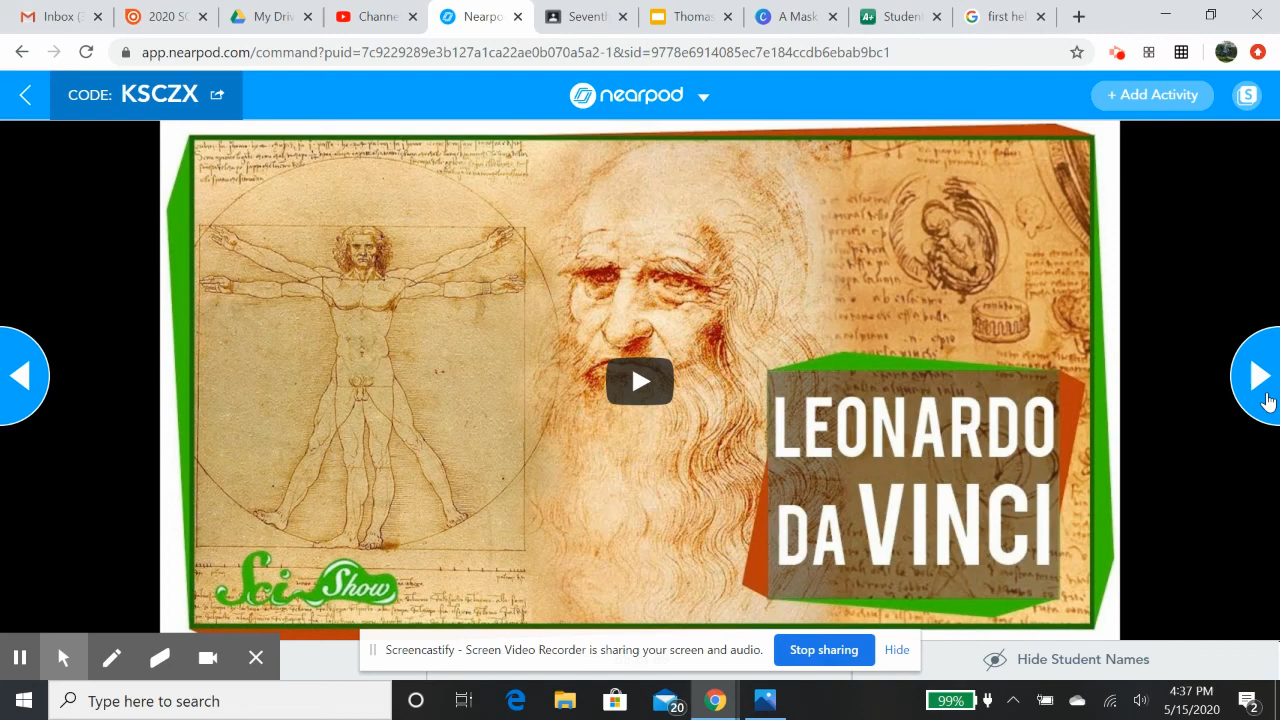 Inbox (
2020 SC
My Dri
Channe
Nearpo
Sevent
Thomas
A Mask
Studen
first hel
app.nearpod.com/command?puid=7c9229289e3b127a1ca22ae0b070a5a2-1&sid=9778e6914085ec7e184ccdb6ebab9bc1
CODE: KSCZX
nearpod
+ Add Activity
S
LEONARDO
DA VINCI
Sci Show
Screencastify - Screen Video Recorder is sharing your screen and audio.
Stop sharing
Hide
Hide Student Names
Type here to search
20
99%
4:37 PM
5/15/2020
2